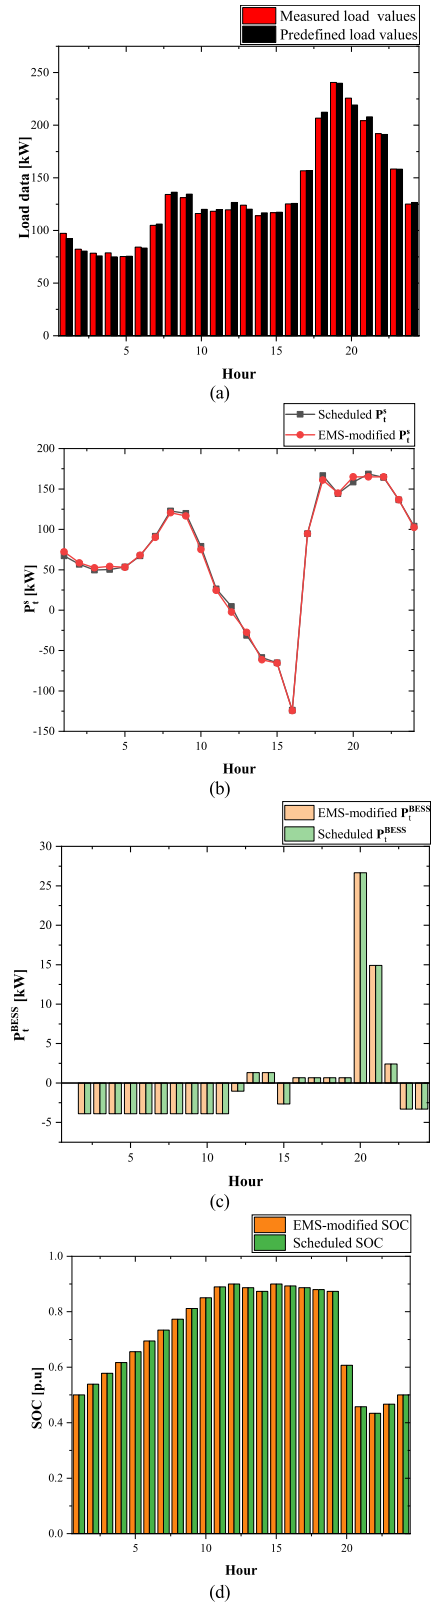 Measured load values
Predefined load values
250
200
150
100
50
0
Load data [kW]
5 10 15 20
Hour
(a)
Scheduled P_t^s
EMS-modified P_t^s
200
150
100
50
0
-50
-100
-150
P_t^s [kW]
5 10 15 20
Hour
(b)
EMS-modified P_t^BESS
Scheduled P_t^BESS
30
25
20
15
10
5
0
-5
P_t^BESS [kW]
5 10 15 20
Hour
(c)
EMS-modified SOC
Scheduled SOC
1.0
0.8
0.6
0.4
0.2
0.0
SOC [p.u]
5 10 15 20
Hour
(d)